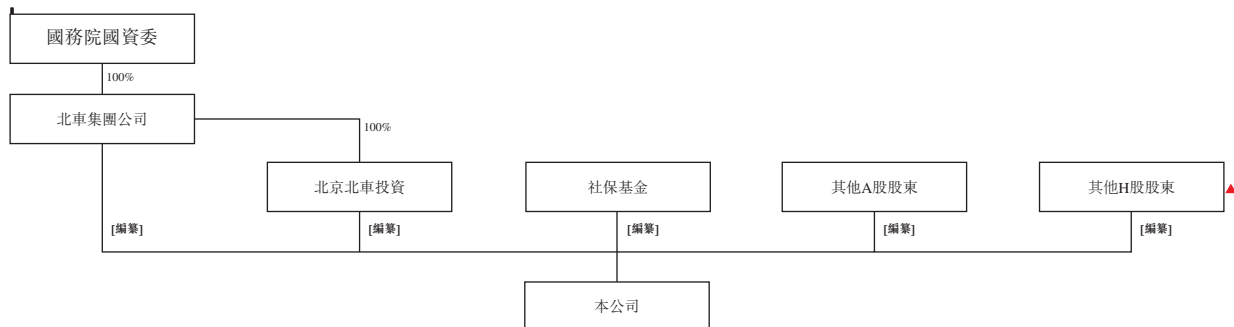 國務院國資委
100%
北車集團公司
100%
北京北車投資
社保基金
其他A股股東
其他H股股東
[編纂]
[編纂]
[編纂]
[編纂]
[編纂]
本公司